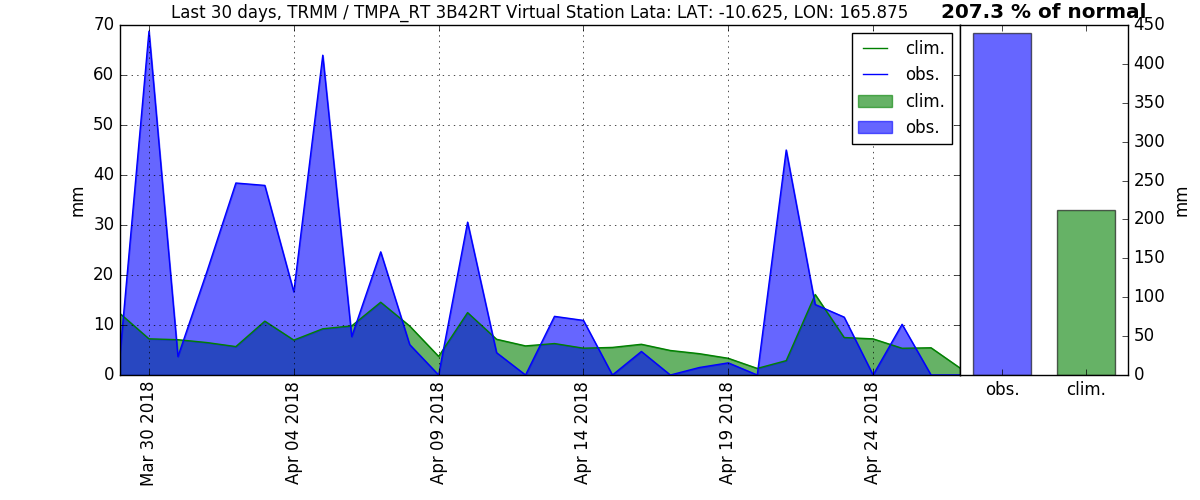 Last 30 days, TRMM / TMPA_RT 3B42RT Virtual Station Lata: LAT: -10.625, LON: 165.875
207.3 % of normal
70
60
50
40
30
20
10
0
mm
clim.
obs.
clim.
obs.
Mar 30 2018
Apr 04 2018
Apr 09 2018
Apr 14 2018
Apr 19 2018
Apr 24 2018
450
400
350
300
250
200
150
100
50
0
mm
obs.
clim.